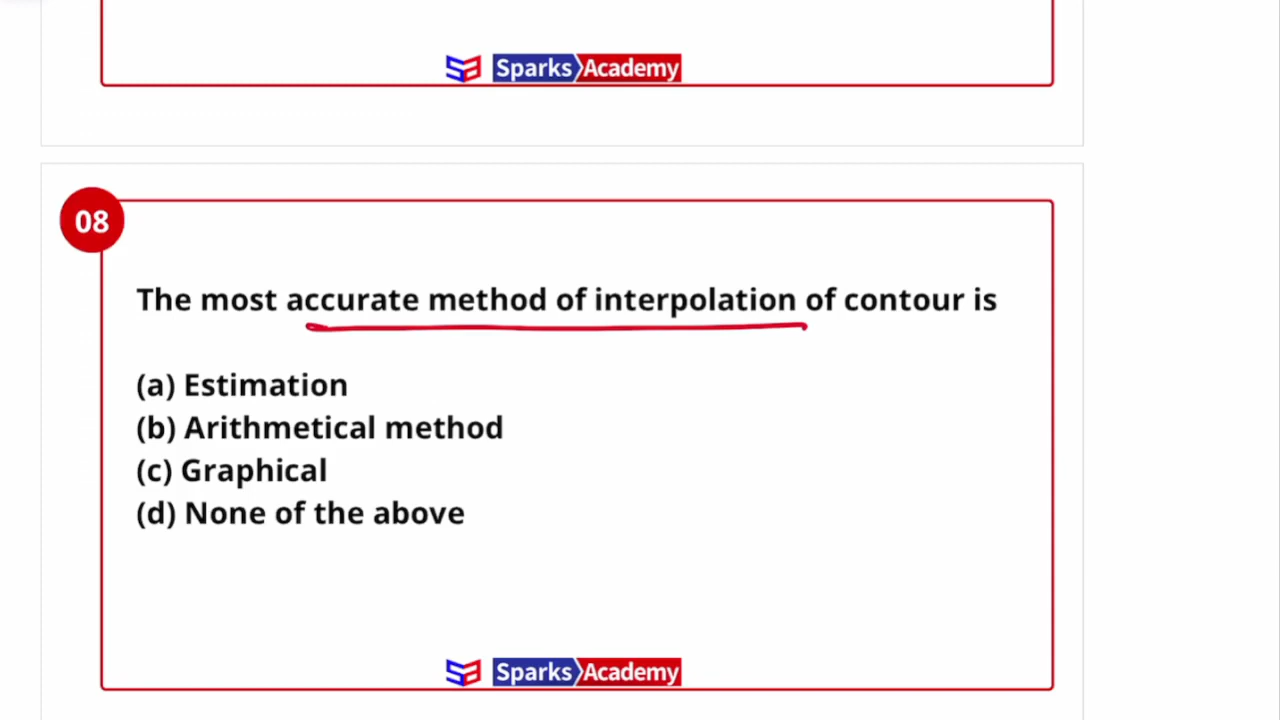 Sparks Academy
08
The most accurate method of interpolation of contour is
(a) Estimation
(b) Arithmetical method
(c) Graphical
(d) None of the above
Sparks Academy